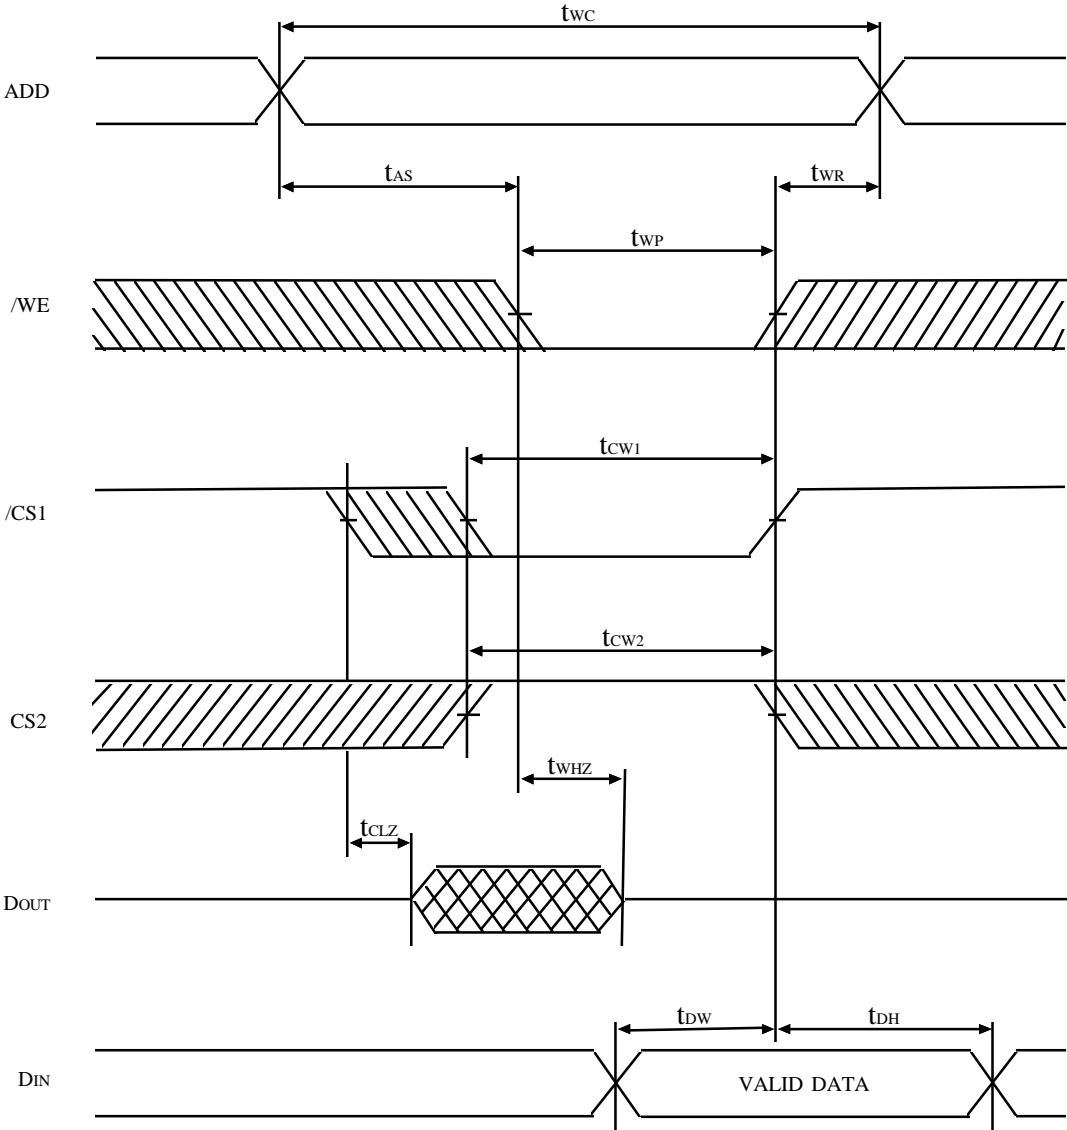 tWC
ADD
tAS
tWR
tWP
/WE
tCW1
/CS1
tCW2
CS2
tWHZ
tCLZ
DOUT
tDW
tDH
DIN
VALID DATA